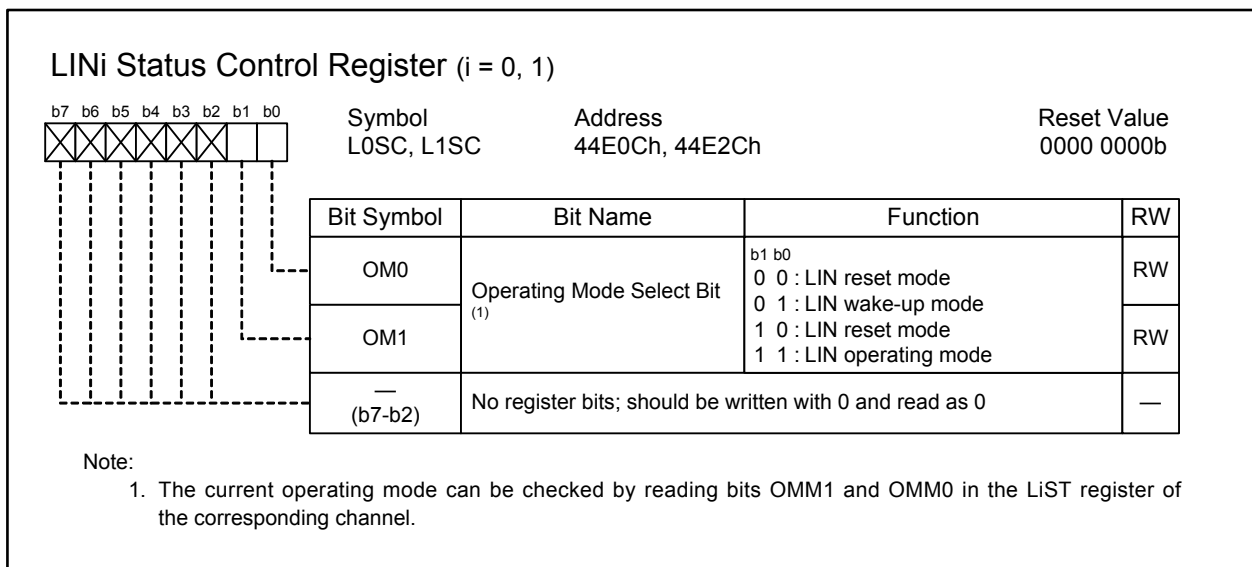 LINi Status Control Register (i = 0, 1)
b7 b6 b5 b4 b3 b2 b1 b0
Symbol Address Reset Value
L0SC, L1SC 44E0Ch, 44E2Ch 0000 0000b
Bit Symbol Bit Name Function RW
OM0 Operating Mode Select Bit (1) RW
b1 b0
0 0 : LIN reset mode
0 1 : LIN wake-up mode
OM1 RW
1 0 : LIN reset mode
1 1 : LIN operating mode
— (b7-b2) No register bits; should be written with 0 and read as 0 —
Note:
1. The current operating mode can be checked by reading bits OMM1 and OMM0 in the LiST register of
the corresponding channel.